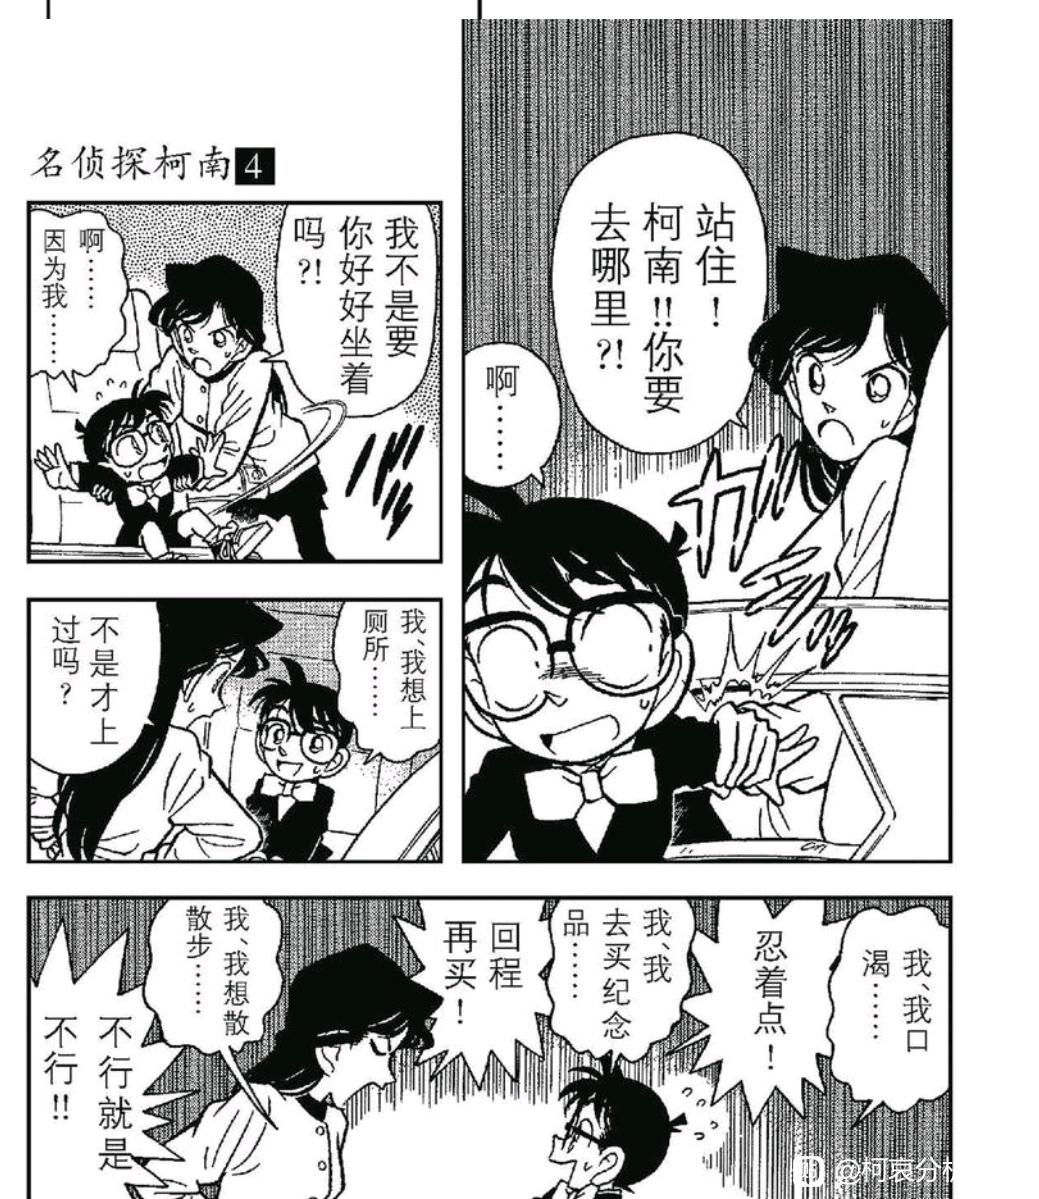 名侦探柯南4
站住！
柯南!!你要
去哪里?!
啊……
我不是要
你好好坐着
吗?!
啊……
因为我……
我、我想上
厕所……
不是才上
过吗？
我、我口
渴……
忍着点！
我、我
去买纪念
品……
回程
再买！
我、我想散
散步……
不行就是
不行!!
@柯哀分析